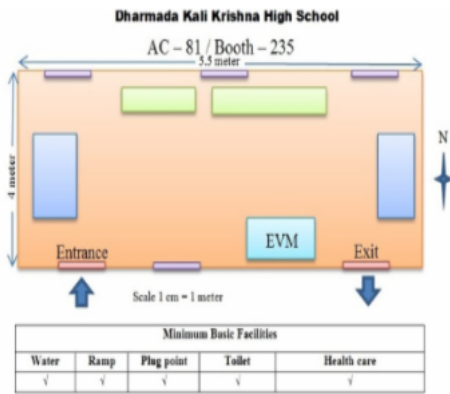 Dharmada Kali Krishna High School
AC – 81 / Booth – 235
5.5 meter
4 meter
N
EVM
Entrance
Exit
Scale 1 cm = 1 meter
Minimum Basic Facilities
Water Ramp Plug point Toilet Health care
√ √ √ √ √